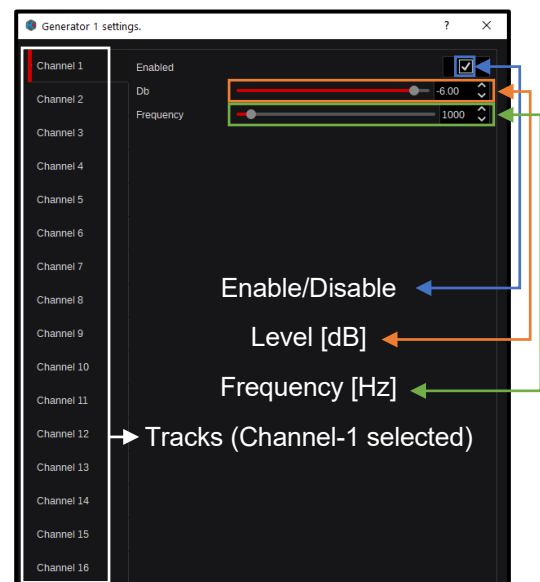 Generator 1 settings.
?
Channel 1
Enabled
Channel 2
Db
-6.00
Frequency
1000
Channel 3
Channel 4
Channel 5
Channel 6
Channel 7
Enable/Disable
Channel 8
Channel 9
Level [dB]
Channel 10
Frequency [Hz]
Channel 11
Channel 12
Tracks (Channel-1 selected)
Channel 13
Channel 14
Channel 15
Channel 16